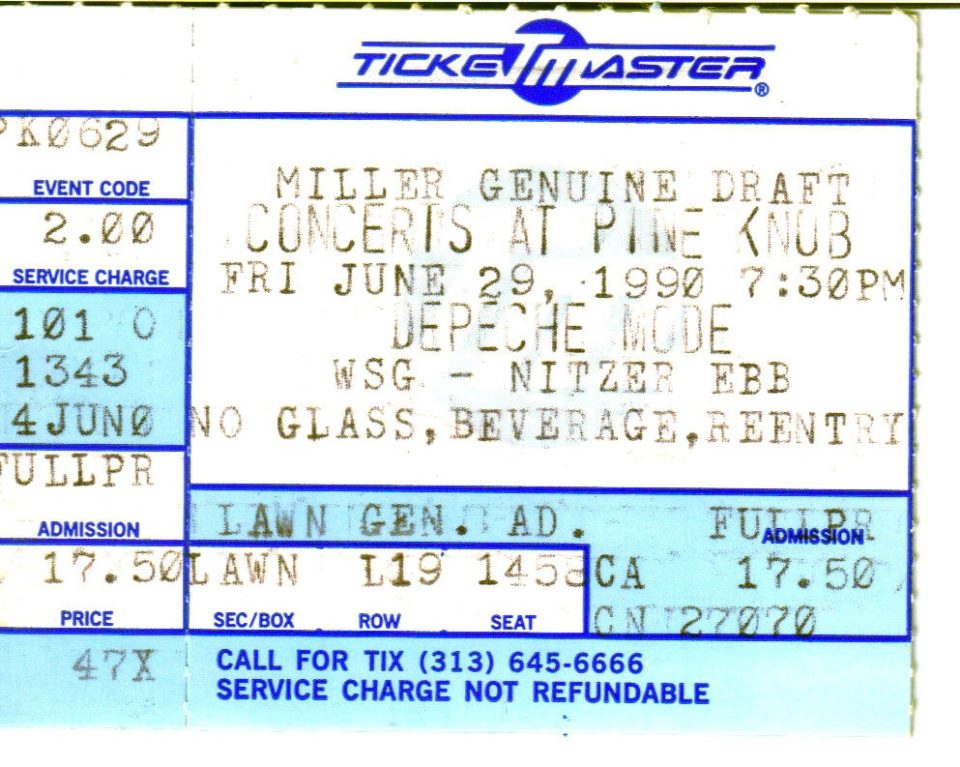 TICKETMASTER®
PK0629
EVENT CODE
2.00
SERVICE CHARGE
101 0
1343
4JUN0
FULLPR
ADMISSION
17.50
PRICE
47X
MILLER GENUINE DRAFT
CONCERTS AT PINE KNOB
FRI JUNE 29, 1990 7:30PM
DEPECHE MODE
WSG - NITZER EBB
NO GLASS,BEVERAGE,REENTRY
LAWN GEN. AD. FULLPR
ADMISSION
LAWN L19 1458 CA 17.50
SEC/BOX ROW SEAT CN 27070
CALL FOR TIX (313) 645-6666
SERVICE CHARGE NOT REFUNDABLE